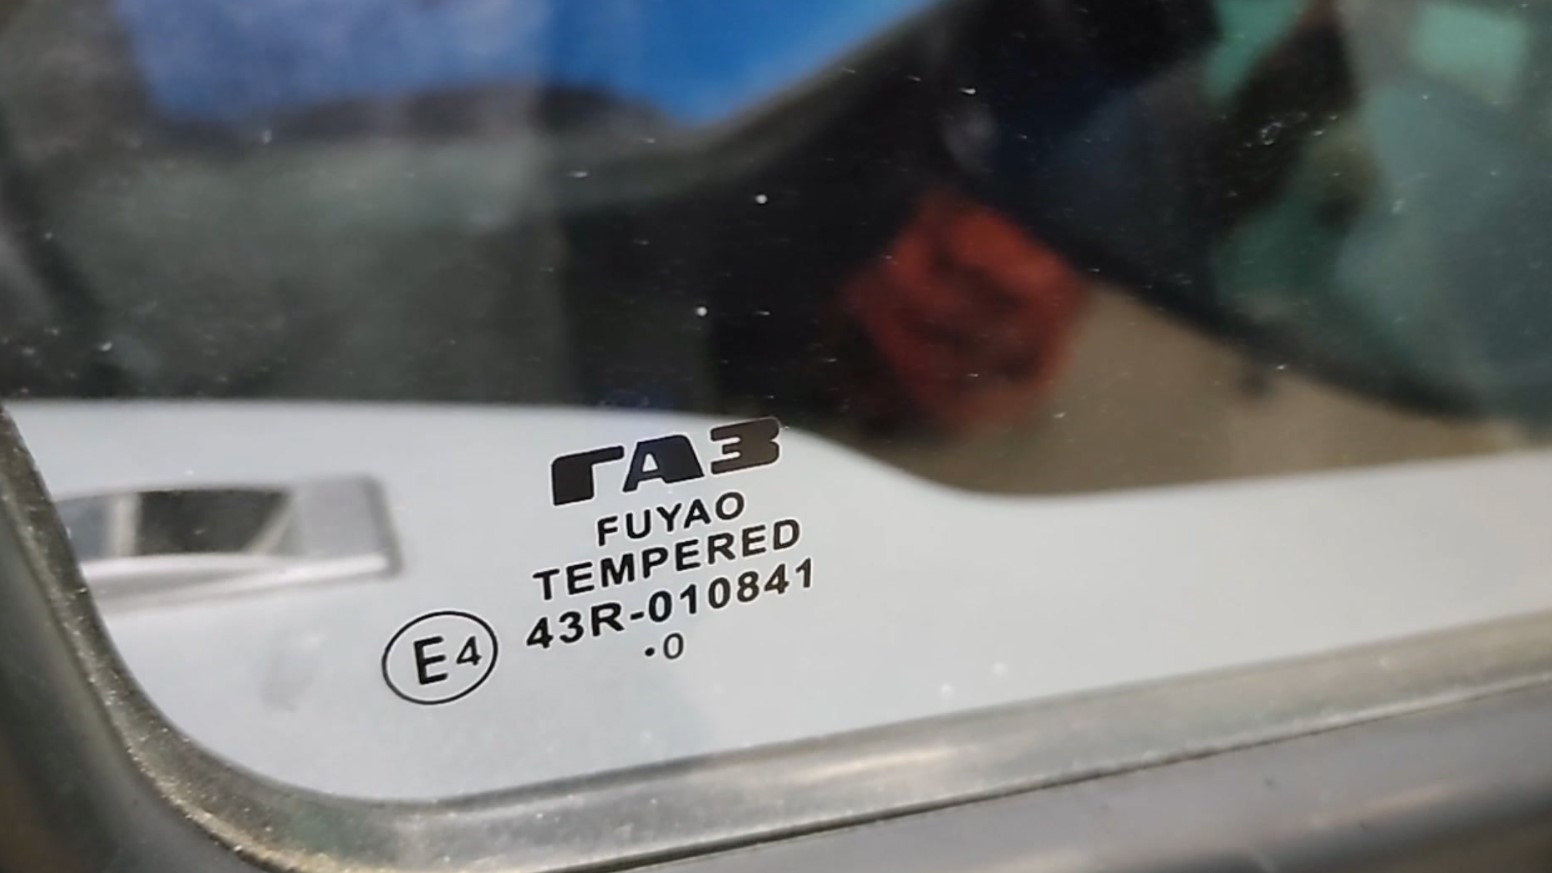 ГАЗ
FUYAO
TEMPERED
E4 43R-010841
.0